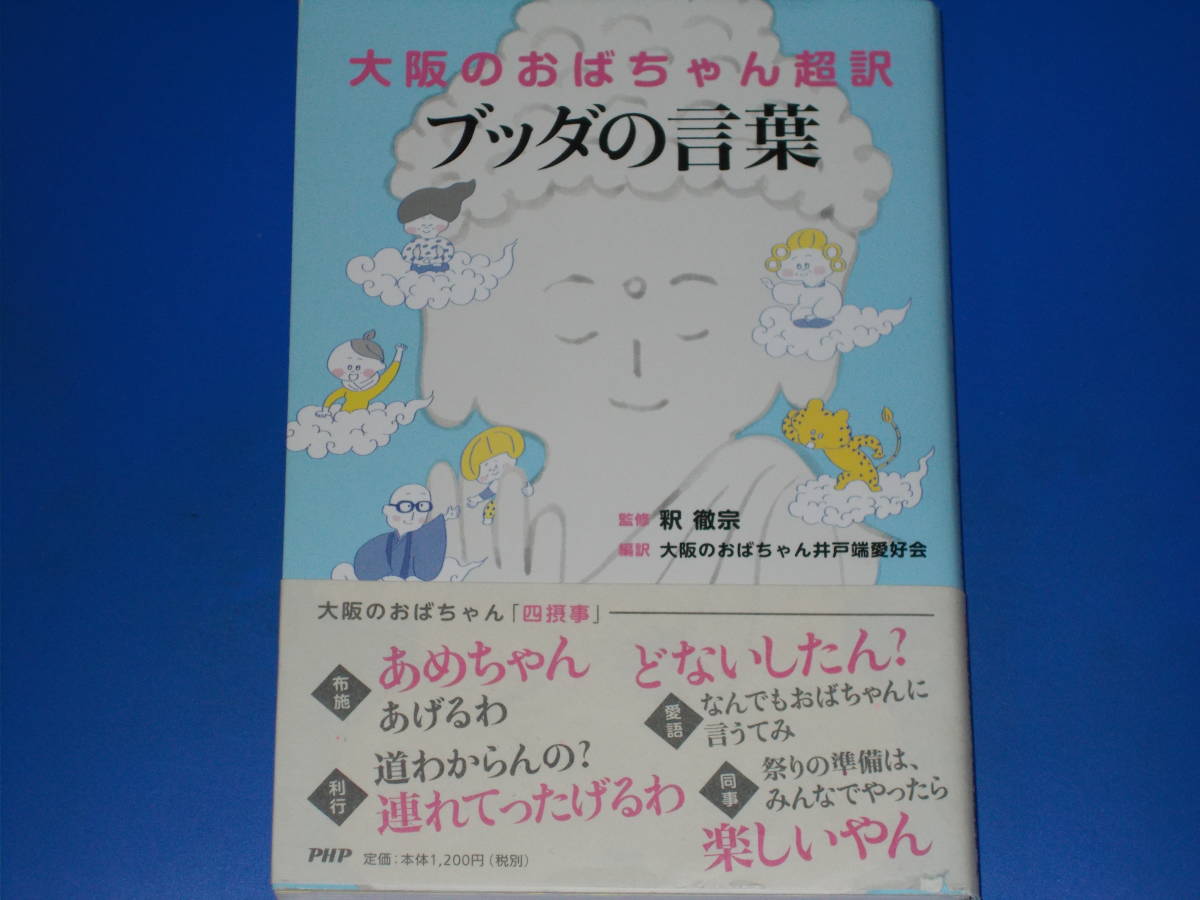 大阪のおばちゃん超訳
ブッダの言葉
監修 釈 徹宗
編訳 大阪のおばちゃん井戸端愛好会
大阪のおばちゃん「四摂事」
布施
あめちゃん
あげるわ
愛語
どないしたん?
なんでもおばちゃんに
言うてみ
利行
道わからんの?
連れてったげるわ
同事
祭りの準備は、
みんなでやったら
楽しいやん
PHP 定価:本体1,200円(税別)